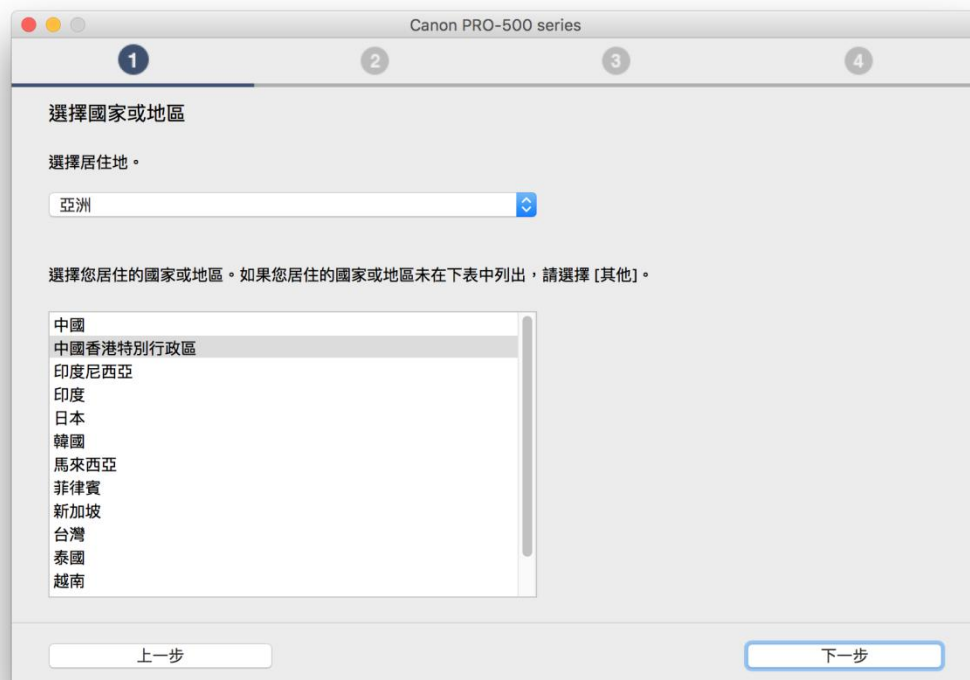 Canon PRO-500 series
1
2
3
4
選擇國家或地區
選擇居住地。
亞洲
選擇您居住的國家或地區。如果您居住的國家或地區未在下表中列出，請選擇 [其他]。
中國
中國香港特別行政區
印度尼西亞
印度
日本
韓國
馬來西亞
菲律賓
新加坡
台灣
泰國
越南
上一步
下一步